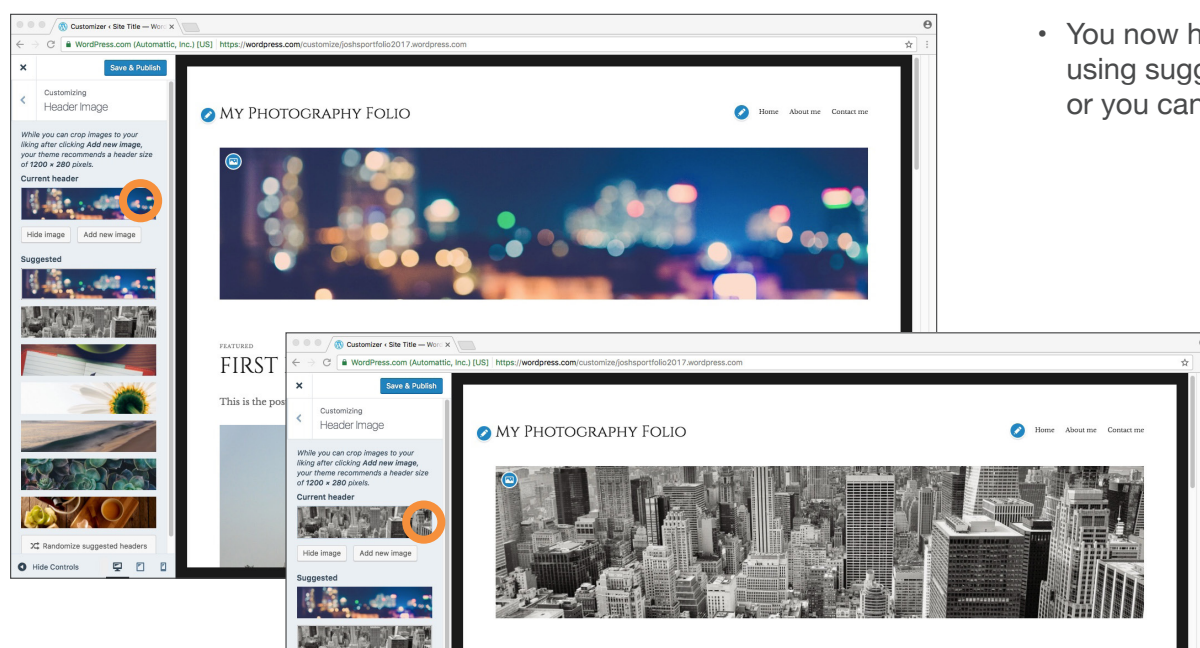 Customizer ‹ Site Title — Word
WordPress.com (Automattic, Inc.) [US] https://wordpress.com/customize/joshsportfolio2017.wordpress.com
Save & Publish
Customizing
Header Image
While you can crop images to your
liking after clicking Add new image,
your theme recommends a header size
of 1200 × 280 pixels.
Current header
Hide image Add new image
Suggested
Randomize suggested headers
Hide Controls
My Photography Folio
Home About me Contact me
FEATURED
FIRST
This is the pos
Customizer ‹ Site Title — Word
WordPress.com (Automattic, Inc.) [US] https://wordpress.com/customize/joshsportfolio2017.wordpress.com
Save & Publish
Customizing
Header Image
While you can crop images to your
liking after clicking Add new image,
your theme recommends a header size
of 1200 × 280 pixels.
Current header
Hide image Add new image
Suggested
My Photography Folio
Home About me Contact me
• You now h
using sugg
or you can